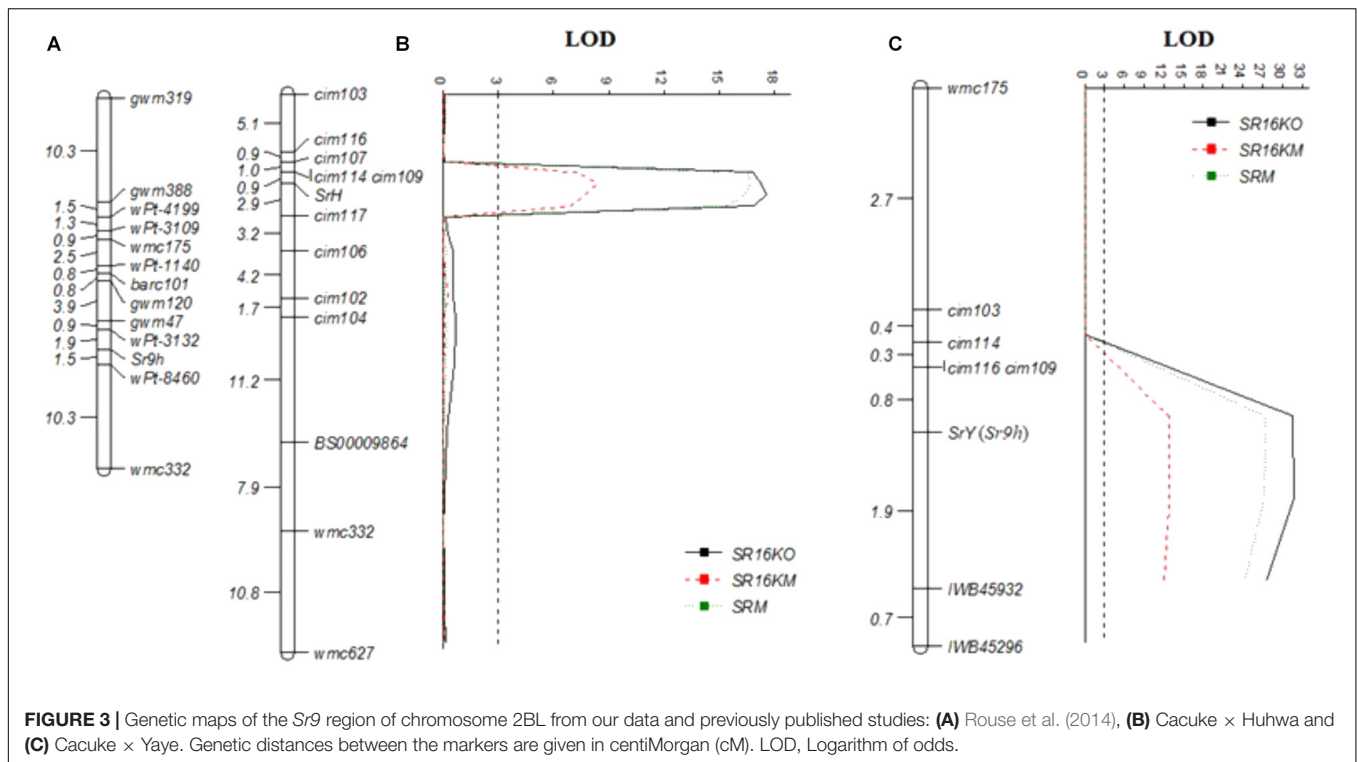 A
gwm319
10.3
gwm388
1.5
wPt-4199
1.3
wPt-3109
0.9
wmc175
2.5
wPt-1140
0.8
barc101
0.8
gwm120
3.9
gwm47
0.9
wPt-3132
1.9
Sr9h
1.5
wPt-8460
10.3
wmc332
B
LOD
0 3 6 9 12 15 18
cim103
5.1
cim116
0.9
cim107
1.0
cim114 cim109
0.9
SrH
2.9
cim117
3.2
cim106
4.2
cim102
1.7
cim104
11.2
BS00009864
7.9
wmc332
10.8
wmc627
SR16KO
SR16KM
SRM
C
LOD
0 3 6 9 12 15 18 21 24 27 30 33
wmc175
2.7
cim103
0.4
cim114
0.3
cim116 cim109
0.8
SrY (Sr9h)
1.9
IWB45932
0.7
IWB45296
SR16KO
SR16KM
SRM
FIGURE 3 | Genetic maps of the Sr9 region of chromosome 2BL from our data and previously published studies: (A) Rouse et al. (2014), (B) Cacuke × Huhwa and
(C) Cacuke × Yaye. Genetic distances between the markers are given in centiMorgan (cM). LOD, Logarithm of odds.